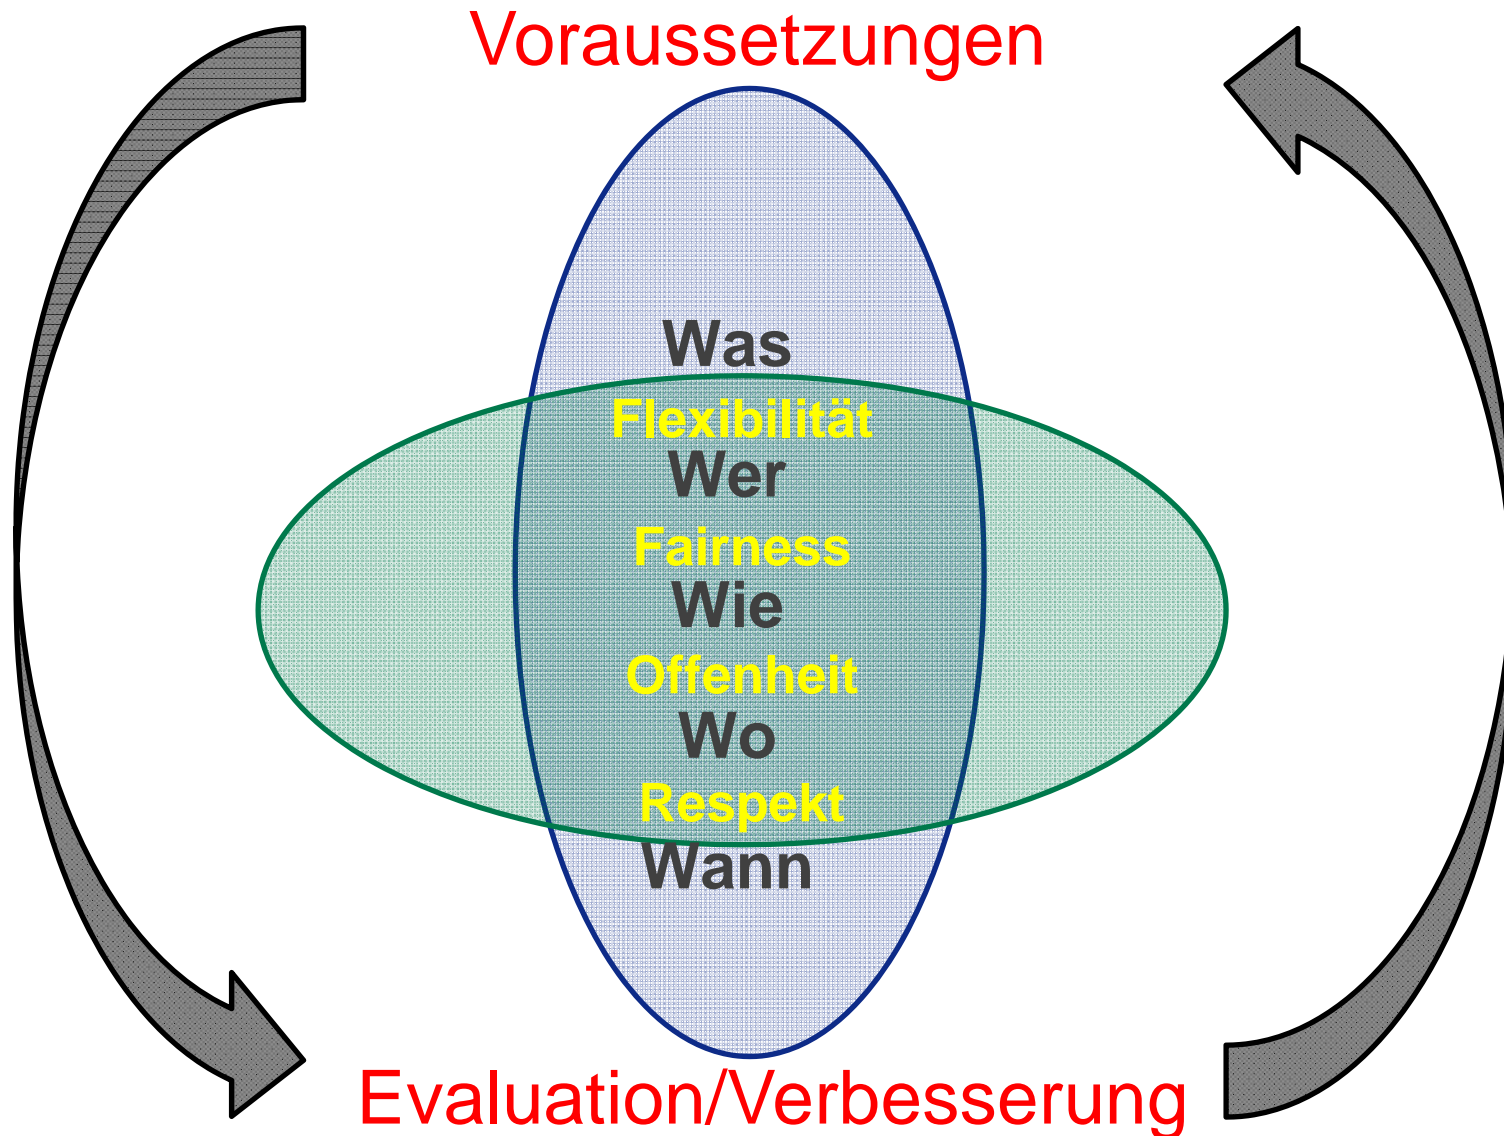 Voraussetzungen
Was
Flexibilität
Wer
Fairness
Wie
Offenheit
Wo
Respekt
Wann
Evaluation/Verbesserung